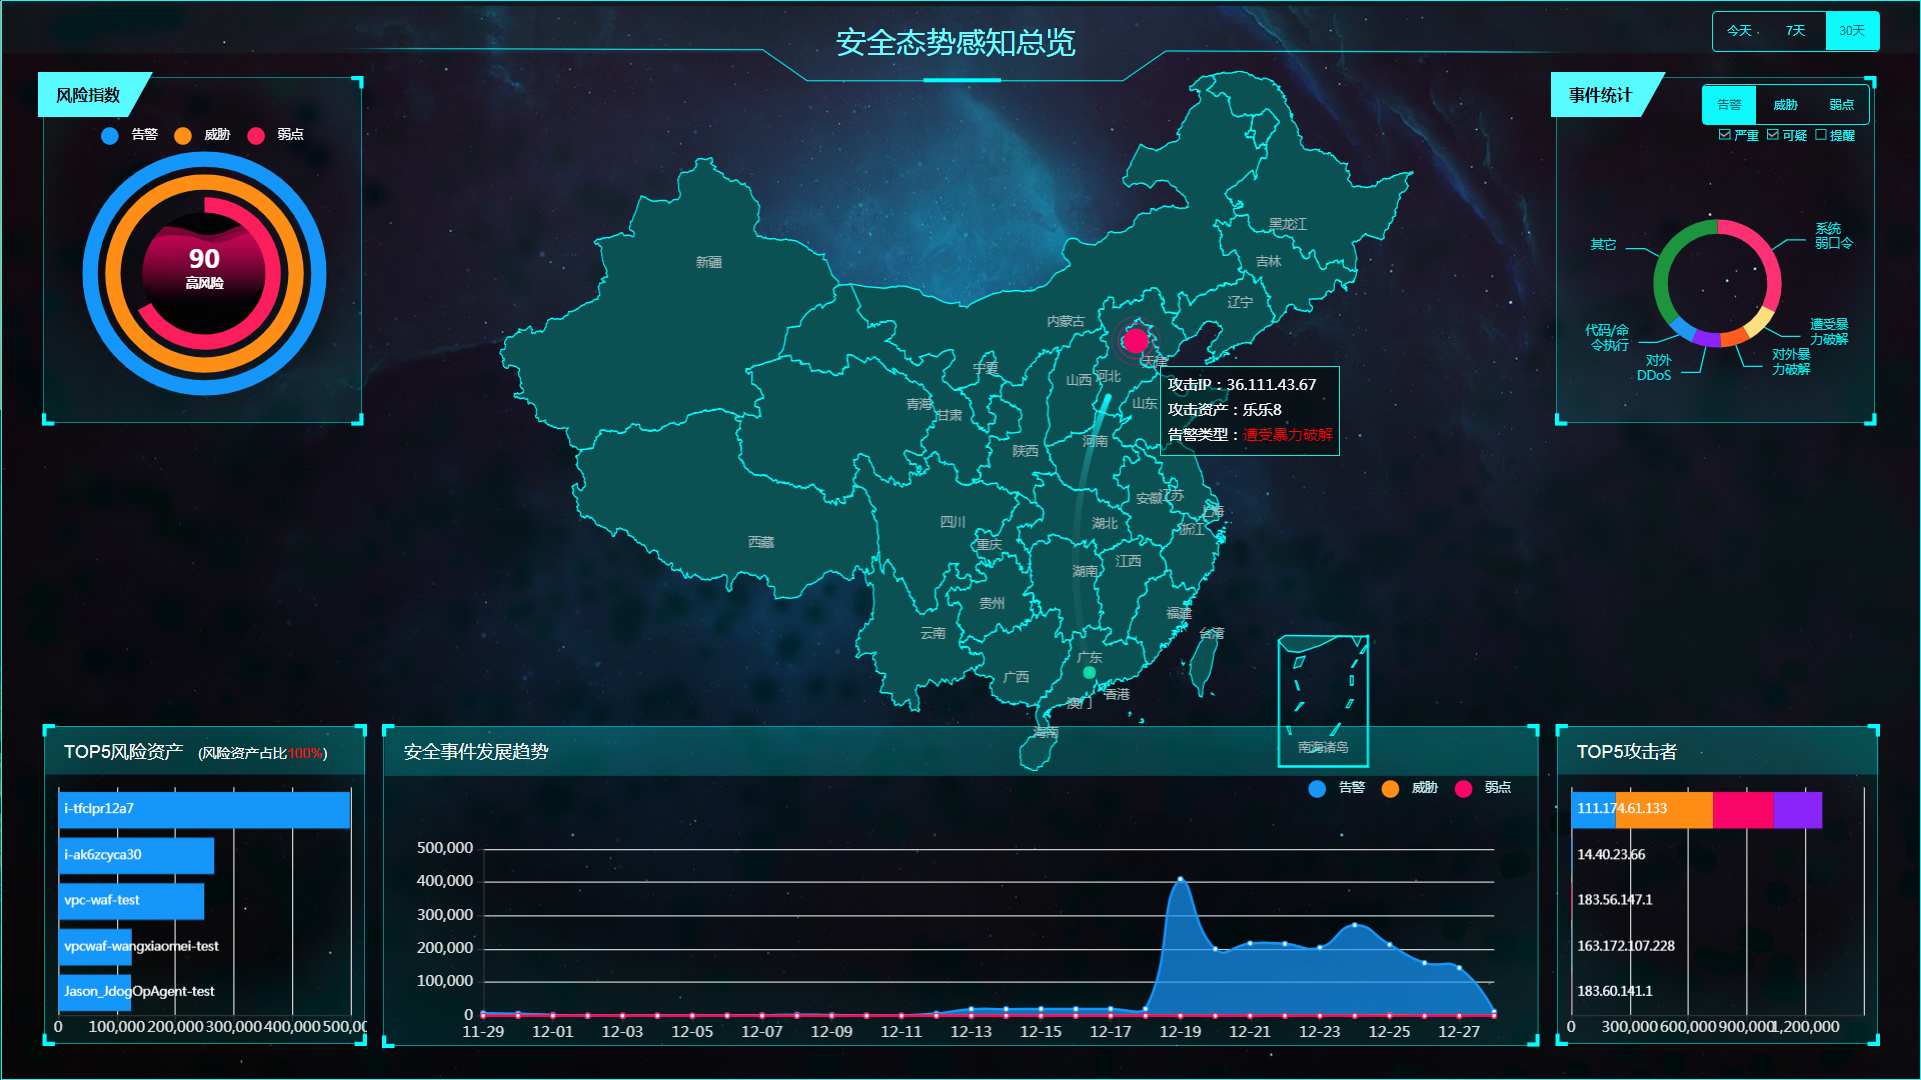 安全态势感知总览
今天
7天
30天
风险指数
告警
威胁
弱点
90
高风险
事件统计
告警
威胁
弱点
严重
可疑
提醒
系统
弱口令
其它
遭受暴
力破解
代码/命
令执行
对外暴
力破解
对外
DDoS
黑龙江
新疆
吉林
辽宁
内蒙古
天津
宁夏
山西
河北
青海
甘肃
山东
河南
陕西
安徽
江苏
上海
四川
湖北
浙江
西藏
重庆
江西
湖南
贵州
福建
云南
台湾
广东
广西
香港
澳门
海南
南海诸岛
攻击IP：36.111.43.67
攻击资产：乐乐8
告警类型：遭受暴力破解
TOP5风险资产 (风险资产占比100%)
i-tfclpr12a7
i-ak6zcyca30
vpc-waf-test
vpcwaf-wangxiaomei-test
Jason_JdogOpAgent-test
0 100,000 200,000 300,000 400,000 500,00
安全事件发展趋势
告警
威胁
弱点
500,000
400,000
300,000
200,000
100,000
0
11-29 12-01 12-03 12-05 12-07 12-09 12-11 12-13 12-15 12-17 12-19 12-21 12-23 12-25 12-27
TOP5攻击者
111.174.61.133
14.40.23.66
183.56.147.1
163.172.107.228
183.60.141.1
0 300,000 600,000 900,000 1,200,000